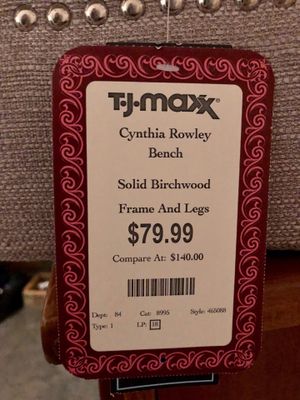 T·J·maxx®
Cynthia Rowley
Bench
Solid Birchwood
Frame And Legs
$79.99
Compare At: $140.00
Dept: 84 Cat: 8996 Style: 465088
Type: 1 LP: 18